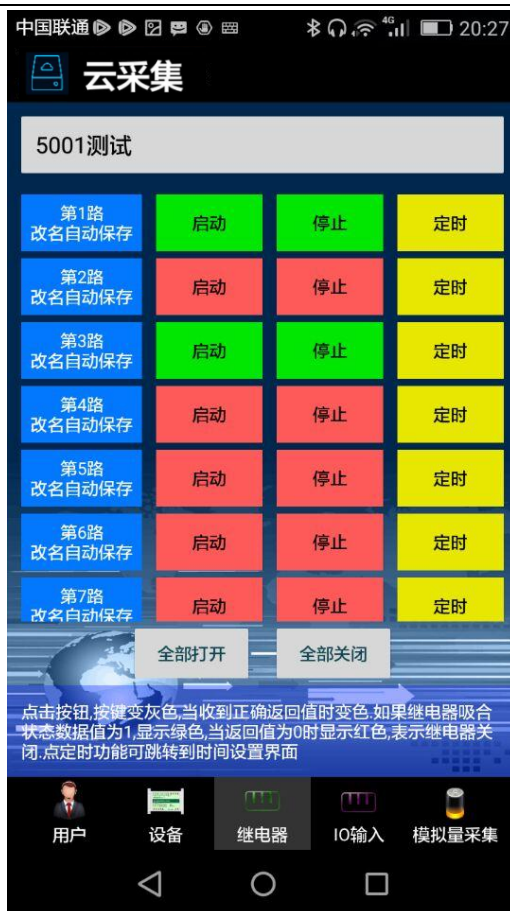 中国联通 4G 20:27
云采集
5001测试
第1路
改名自动保存 启动 停止 定时
第2路
改名自动保存 启动 停止 定时
第3路
改名自动保存 启动 停止 定时
第4路
改名自动保存 启动 停止 定时
第5路
改名自动保存 启动 停止 定时
第6路
改名自动保存 启动 停止 定时
第7路
改名自动保存 启动 停止 定时
全部打开 全部关闭
点击按钮,按键变灰色,当收到正确返回值时变色.如果继电器吸合
状态数据值为1,显示绿色,当返回值为0时显示红色,表示继电器关
闭.点定时功能可跳转到时间设置界面
用户 设备 继电器 IO输入 模拟量采集